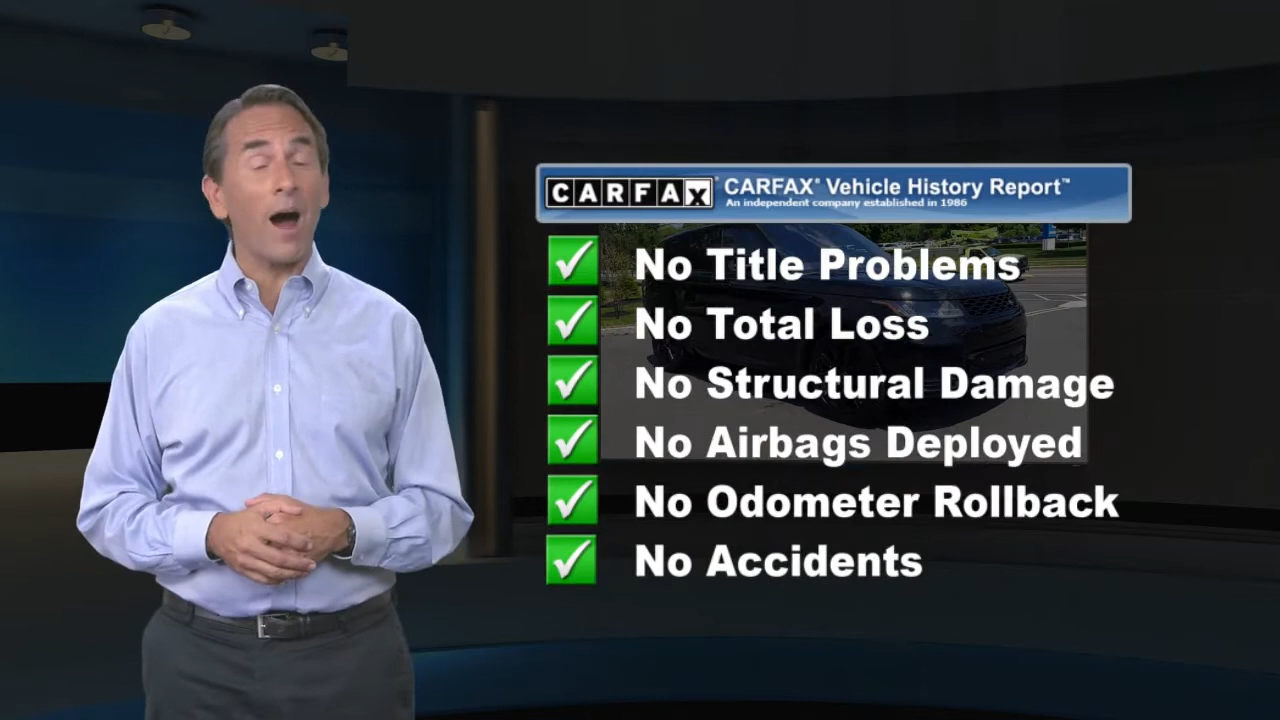 CARFAX® CARFAX® Vehicle History Report™
An independent company established in 1986
No Title Problems
No Total Loss
No Structural Damage
No Airbags Deployed
No Odometer Rollback
No Accidents